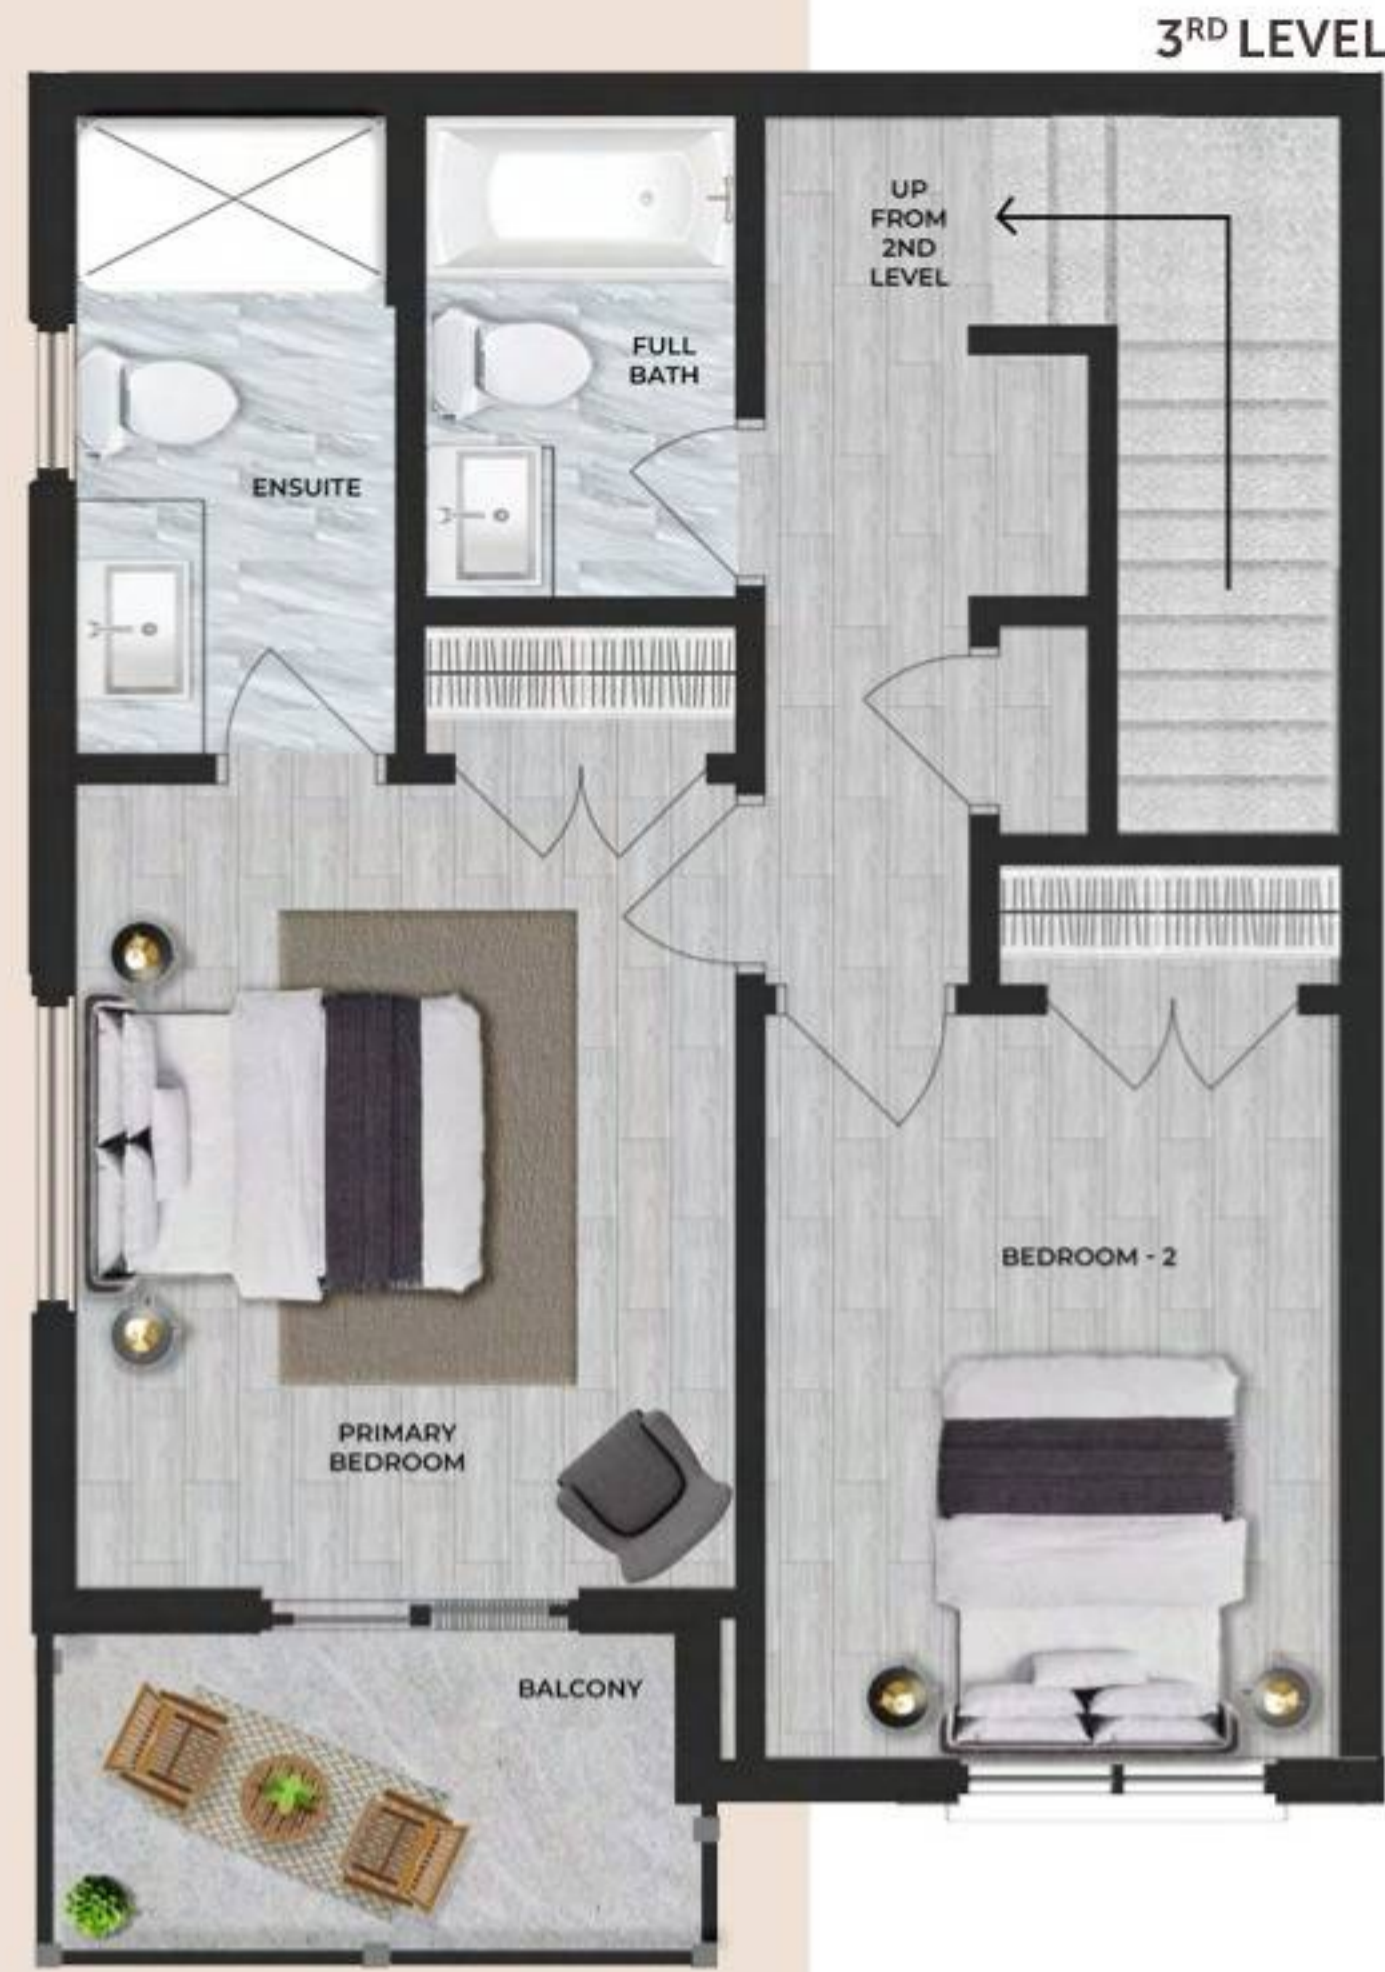 3RD LEVEL
UP
FROM
2ND
LEVEL
FULL
BATH
ENSUITE
BEDROOM - 2
PRIMARY
BEDROOM
BALCONY